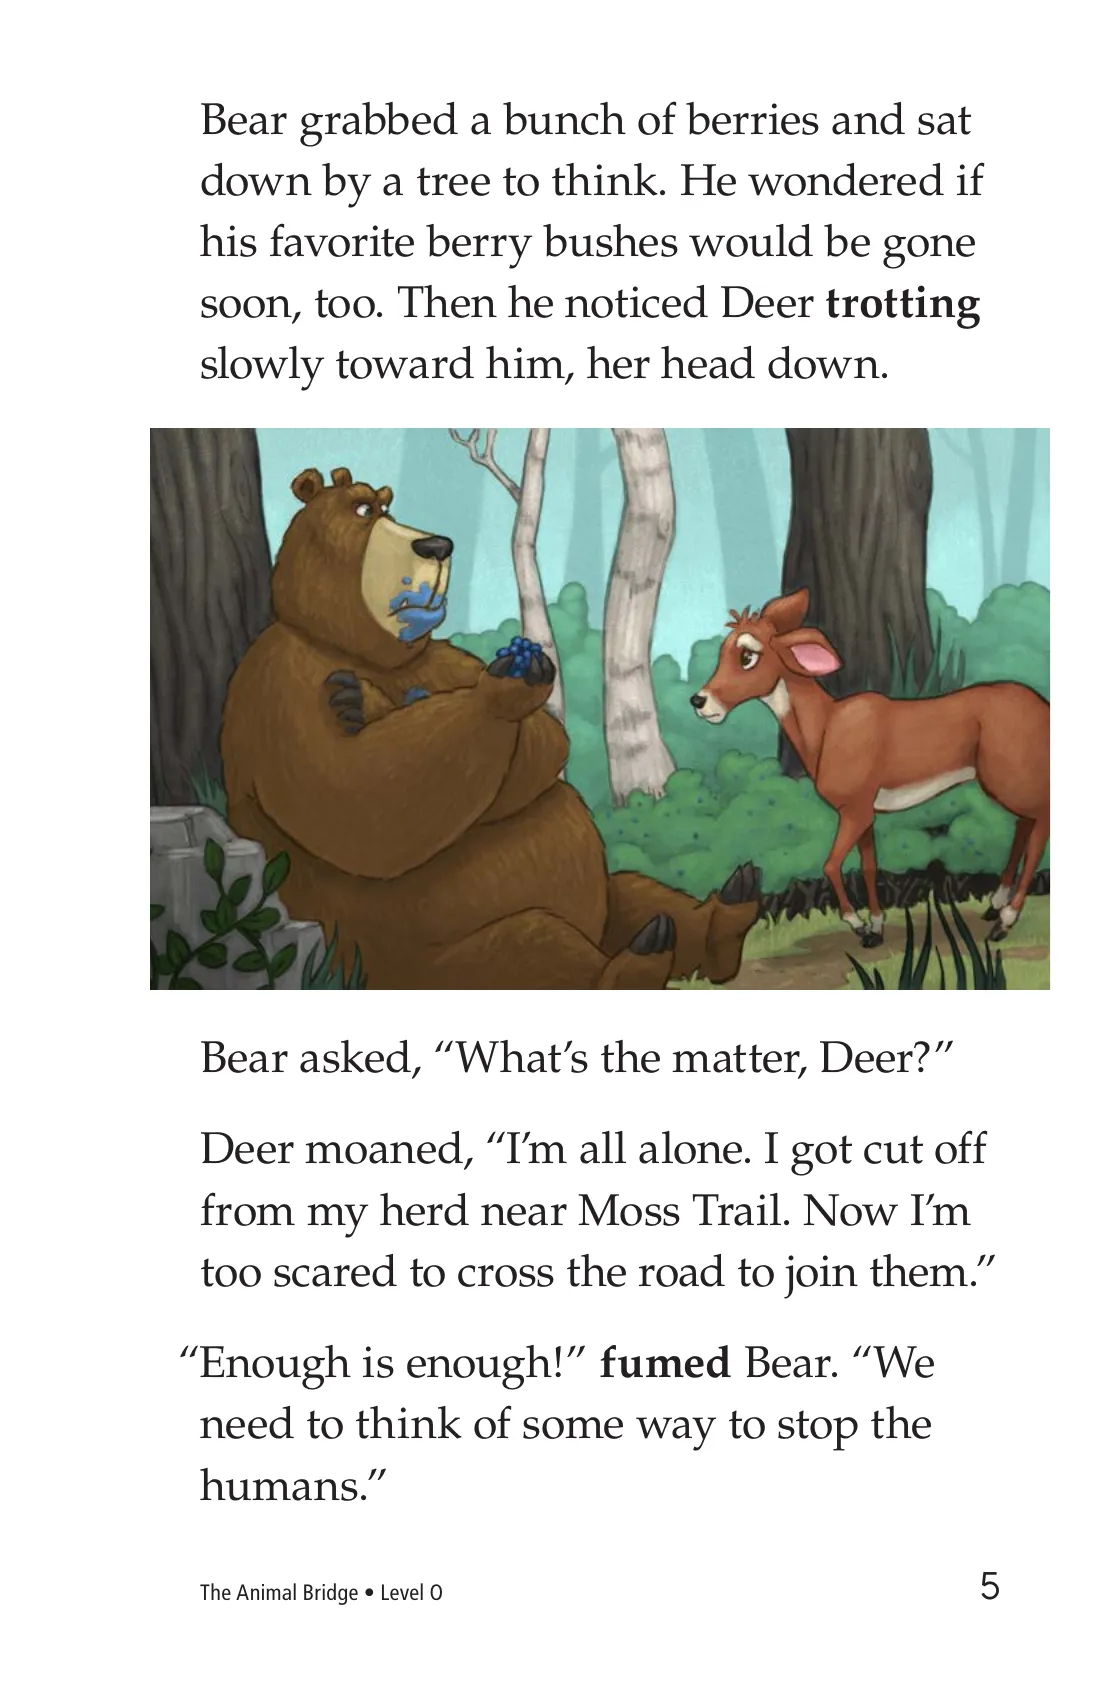 Bear grabbed a bunch of berries and sat
down by a tree to think. He wondered if
his favorite berry bushes would be gone
soon, too. Then he noticed Deer trotting
slowly toward him, her head down.
Bear asked, “What’s the matter, Deer?”
Deer moaned, “I’m all alone. I got cut off
from my herd near Moss Trail. Now I’m
too scared to cross the road to join them.”
“Enough is enough!” fumed Bear. “We
need to think of some way to stop the
humans.”
The Animal Bridge • Level O
5